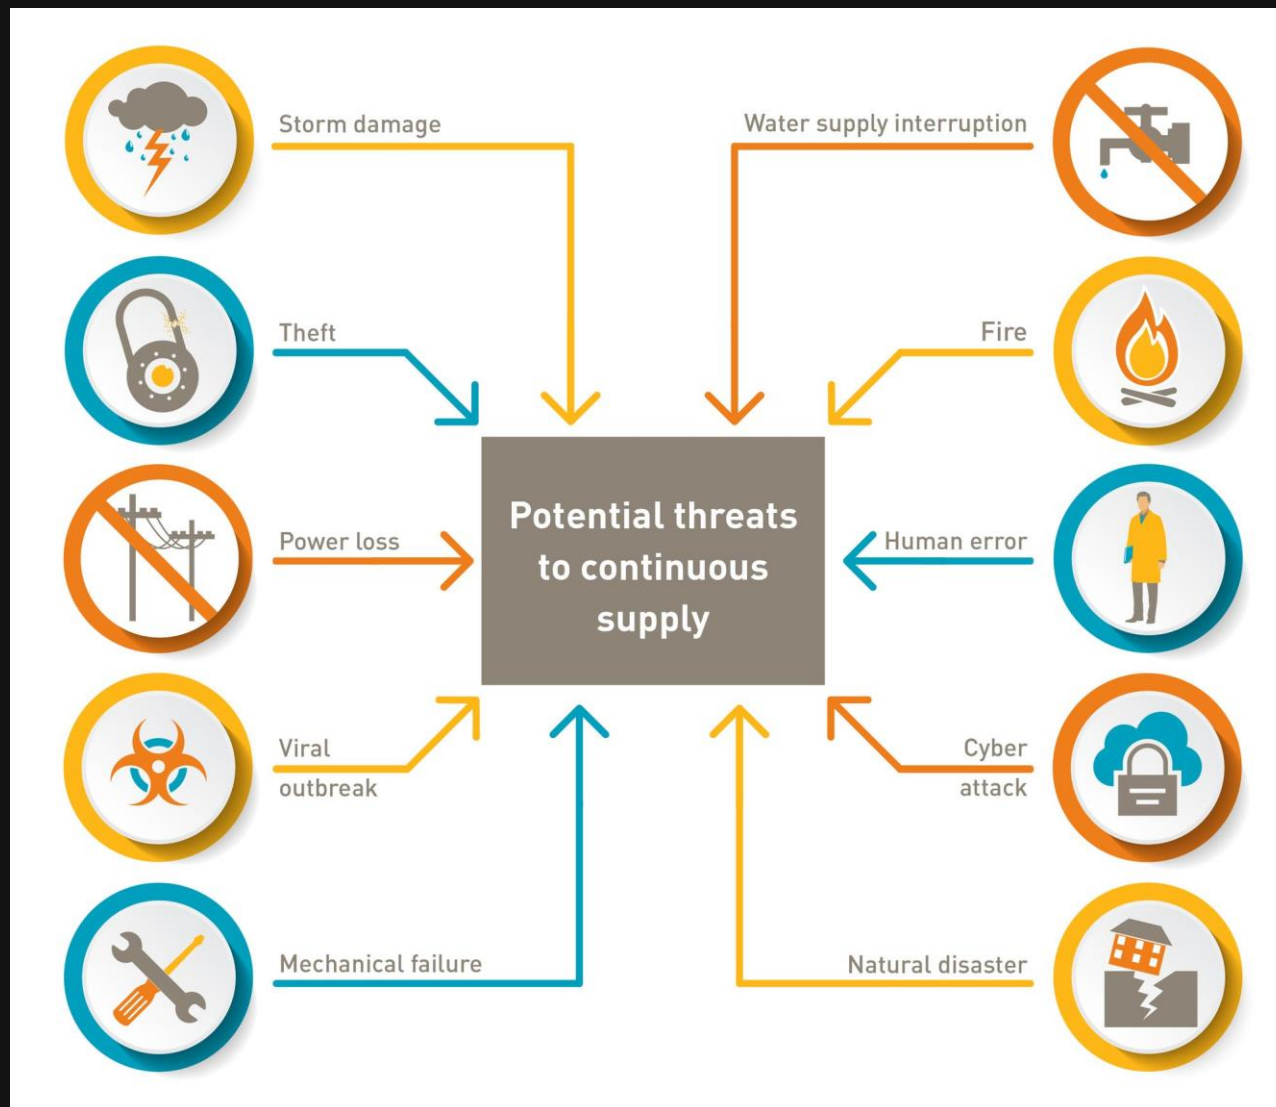 Storm damage
Water supply interruption
Theft
Fire
Power loss
Potential threats
to continuous
supply
Human error
Viral
outbreak
Cyber
attack
Mechanical failure
Natural disaster